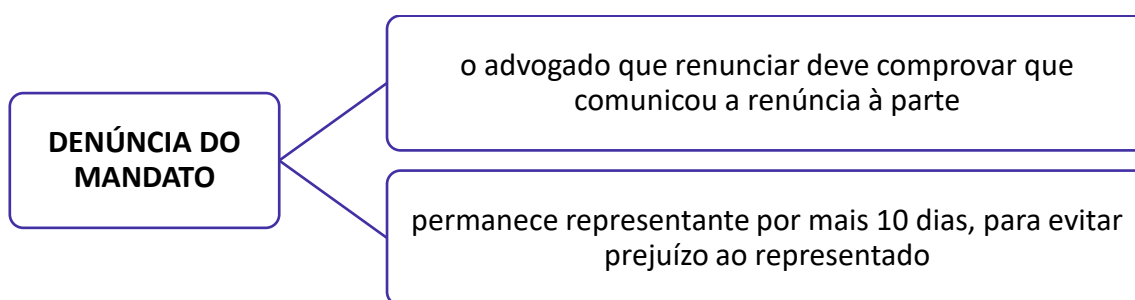 DENÚNCIA DO
MANDATO
o advogado que renunciar deve comprovar que
comunicou a renúncia à parte
permanece representante por mais 10 dias, para evitar
prejuízo ao representado